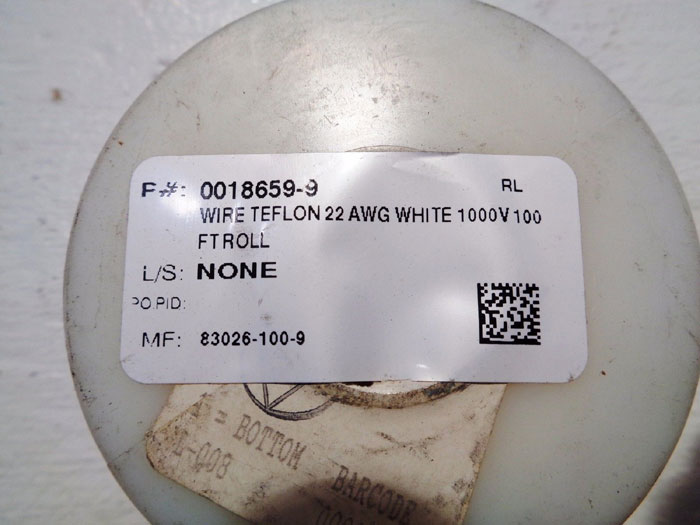 P#: 0018659-9 RL
WIRE TEFLON 22 AWG WHITE 1000V 100
FT ROLL
L/S: NONE
PO PID:
MF: 83026-100-9
= BOTTOM BARCODE